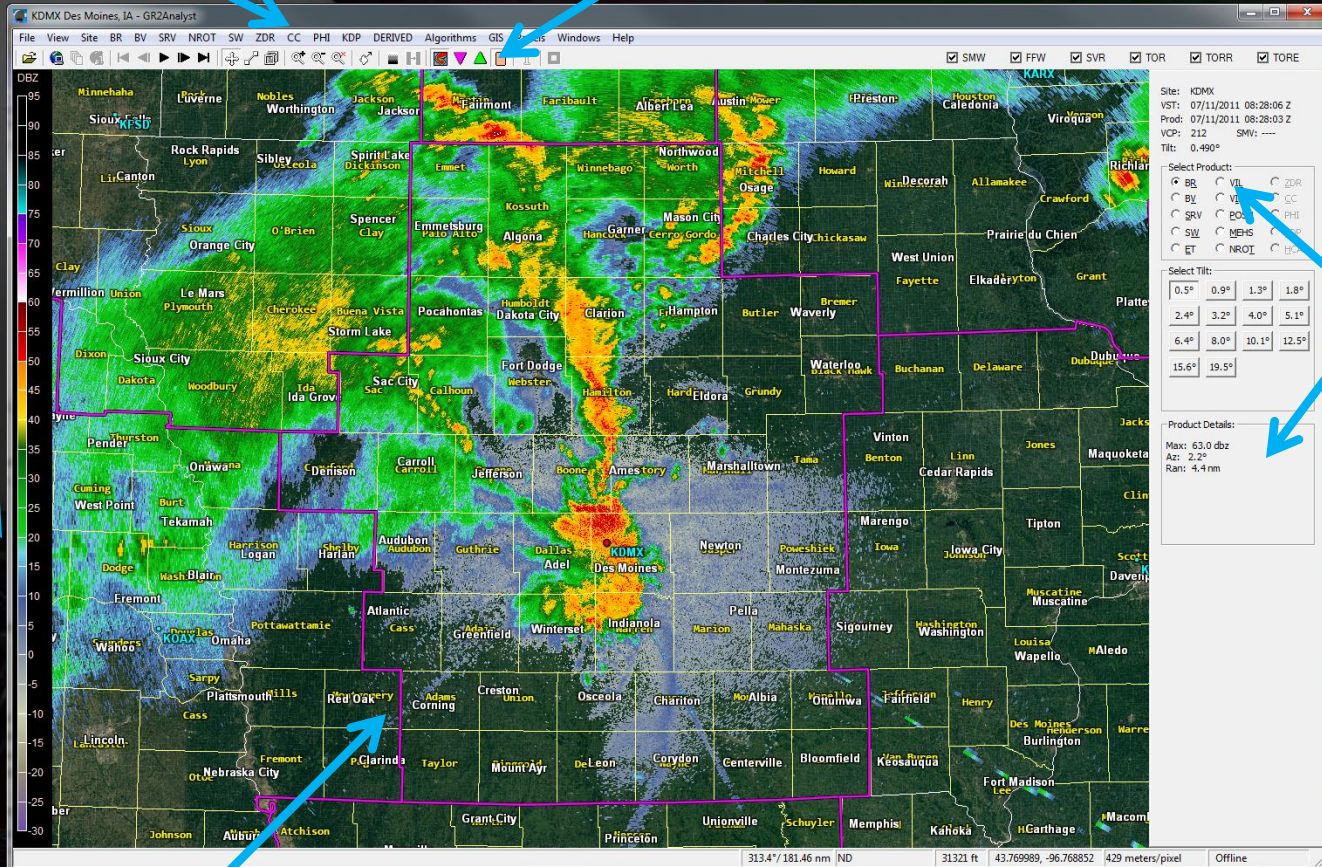 KDMX Des Moines, IA - GR2Analyst
File View Site BR BV SRV NROT SW ZDR CC PHI KDP DERIVED Algorithms GIS Windows Help
SMW FFW SVR TOR TORR TORE
DBZ
95
90
85
80
75
70
65
60
55
50
45
40
35
30
25
20
15
10
5
0
-5
-10
-15
-20
-25
-30
Site: KDMX
VST: 07/11/2011 08:28:06 Z
Prod: 07/11/2011 08:28:03 Z
VCP: 212 SMV: ----
Tilt: 0.490°
Select Product:
BR VIL ZDR
BV CC
SRV PHI
SW MEHS
ET NROT
Select Tilt:
0.5° 0.9° 1.3° 1.8°
2.4° 3.2° 4.0° 5.1°
6.4° 8.0° 10.1° 12.5°
15.6° 19.5°
Product Details:
Max: 63.0 dbz
Az: 2.2°
Ran: 4.4 nm
Minnehaha Luverne Nobles Worthington Jackson Jackson Fairmont Faribault Albert Lea Austin Mower Preston Houston Caledonia KARX Viroqua
KFSD Rock Rapids Lyon Sibley Osceola Spirit Lake Dickinson Emmet Winnebago Northwood Worth Mitchell Osage Howard Decorah Allamakee Crawford
Canton Sioux Orange City O'Brien Spencer Clay Emmetsburg Palo Alto Kossuth Algona Garner Hancock Mason City Cerro Gordo Charles City Chickasaw West Union Prairie du Chien
Clay Vermillion Union Le Mars Plymouth Cherokee Buena Vista Storm Lake Pocahontas Humboldt Dakota City Clarion Hampton Butler Bremer Waverly Fayette Elkader Clayton Grant
Dixon Sioux City Dakota Woodbury Ida Ida Grove Sac City Sac Calhoun Fort Dodge Webster Hamilton Eldora Grundy Waterloo Black Hawk Buchanan Delaware Dubuque
Pender Thurston Onawa Denison Crawford Carroll Carroll Jefferson Boone Ames Marshalltown Tama Vinton Benton Linn Cedar Rapids Jones Maquoketa
Cuming West Point Burt Tekamah Harrison Logan Shelby Harlan Audubon Audubon Guthrie Dallas Adel KDMX Des Moines Newton Jasper Poweshiek Montezuma Marengo Iowa Iowa City Johnson Tipton
Dodge Washington Blair Fremont Saunders Wahoo Douglas KOAX Omaha Pottawattamie Atlantic Cass Adair Greenfield Winterset Indianola Warren Pella Marion Mahaska Sigourney Washington Washington Muscatine Muscatine Louisa Wapello Aledo
Sarpy Plattsmouth Mills Cass Lincoln Lancaster Red Oak Montgomery Adams Corning Creston Union Osceola Chariton Albia Ottumwa Wapello Fairfield Jefferson Henry Des Moines Burlington Henderson
Nebraska City Otoe Fremont Clarinda Taylor Mount Ayr Leon Corydon Wayne Centerville Bloomfield Keosauqua Van Buren Fort Madison Lee
Johnson Atchison Grant City Princeton Unionville Schuyler Memphis Kahoka Carthage
313.4°/ 181.46 nm ND 31321 ft 43.769989, -96.768852 429 meters/pixel Offline